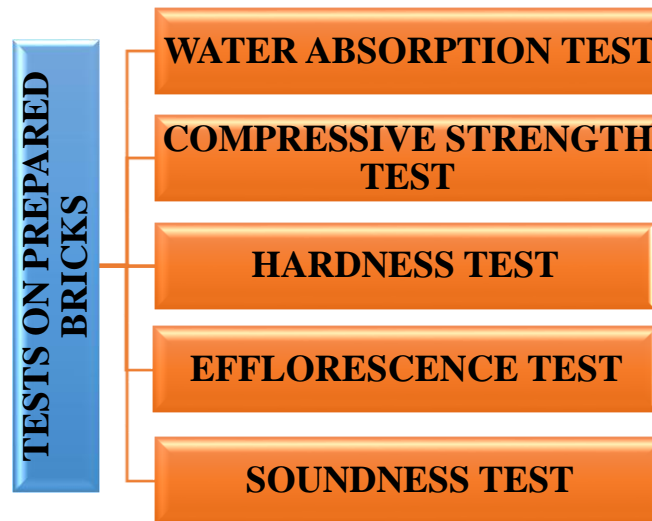 TESTS ON PREPARED
BRICKS
WATER ABSORPTION TEST
COMPRESSIVE STRENGTH
TEST
HARDNESS TEST
EFFLORESCENCE TEST
SOUNDNESS TEST